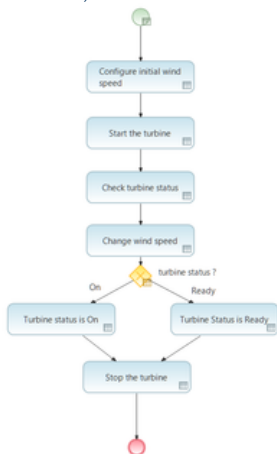 Configure initial wind
speed
Start the turbine
Check turbine status
Change wind speed
turbine status ?
On
Ready
Turbine status is On
Turbine Status is Ready
Stop the turbine